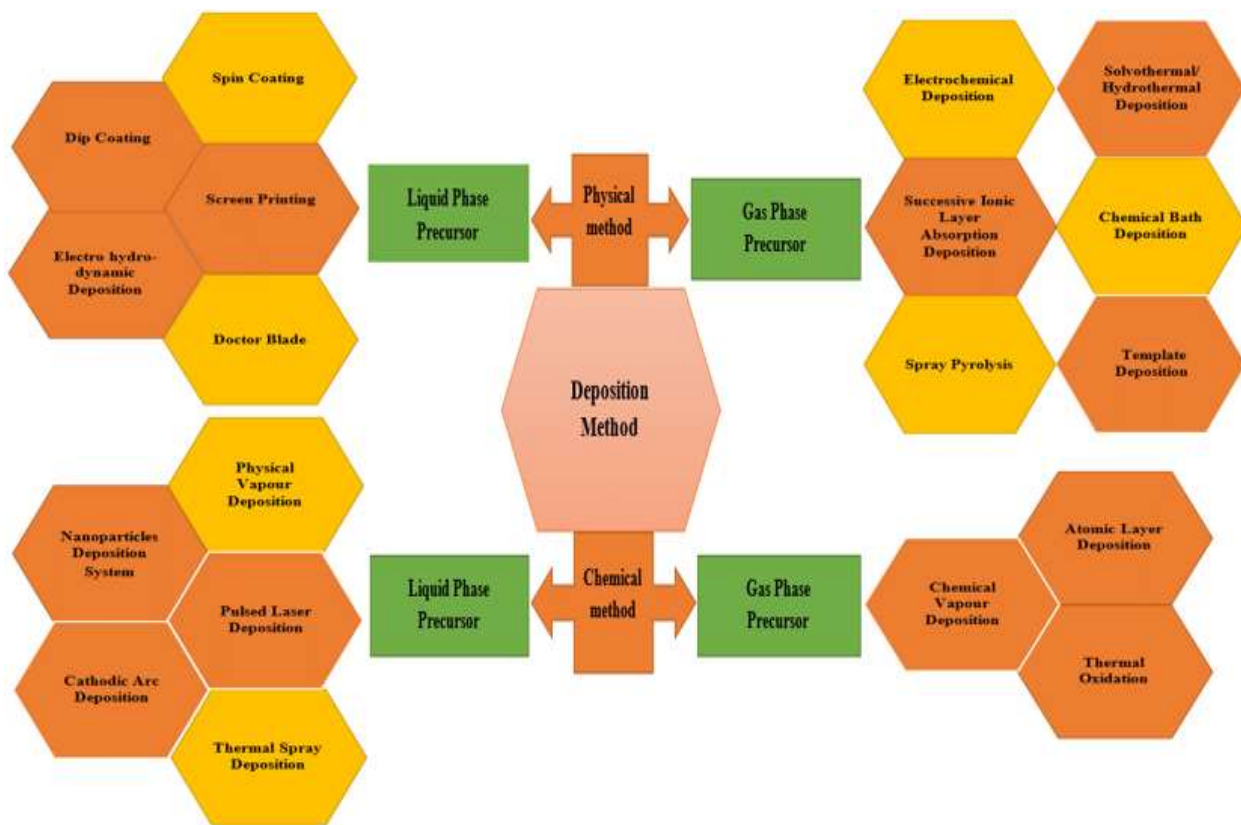 Spin Coating
Dip Coating
Screen Printing
Electro hydro-
dynamic
Deposition
Doctor Blade
Liquid Phase
Precursor
Physical
method
Gas Phase
Precursor
Electrochemical
Deposition
Solvothermal/
Hydrothermal
Deposition
Successive Ionic
Layer
Absorption
Deposition
Chemical Bath
Deposition
Spray Pyrolysis
Template
Deposition
Deposition
Method
Physical
Vapour
Deposition
Nanoparticles
Deposition
System
Pulsed Laser
Deposition
Cathodic Arc
Deposition
Thermal Spray
Deposition
Liquid Phase
Precursor
Chemical
method
Gas Phase
Precursor
Atomic Layer
Deposition
Chemical
Vapour
Deposition
Thermal
Oxidation